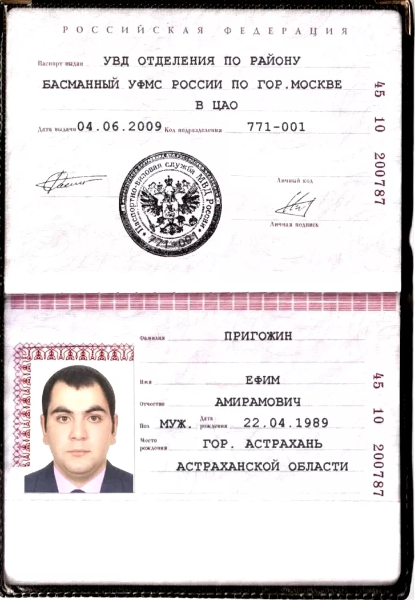 РОССИЙСКАЯ ФЕДЕРАЦИЯ
Паспорт выдан УВД ОТДЕЛЕНИЯ ПО РАЙОНУ
БАСМАННЫЙ УФМС РОССИИ ПО ГОР.МОСКВЕ
В ЦАО
Дата выдачи 04.06.2009 Код подразделения 771-001
45 10 200787
Личный код
Личная подпись
Паспортно-визовая служба МВД России
771-001
Фамилия ПРИГОЖИН
Имя ЕФИМ
Отчество АМИРАМОВИЧ
Пол МУЖ. Дата рождения 22.04.1989
Место рождения ГОР. АСТРАХАНЬ
АСТРАХАНСКОЙ ОБЛАСТИ
45 10 200787